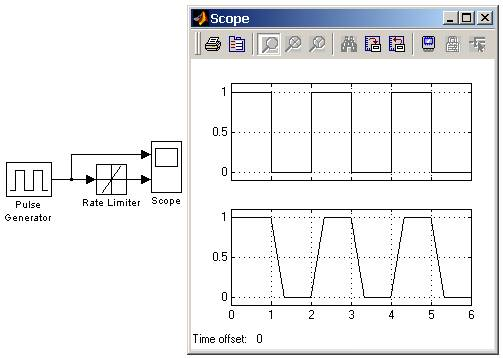 Scope
1
0.5
0
1
0.5
0
0 1 2 3 4 5 6
Time offset: 0
Pulse
Generator
Rate Limiter
Scope